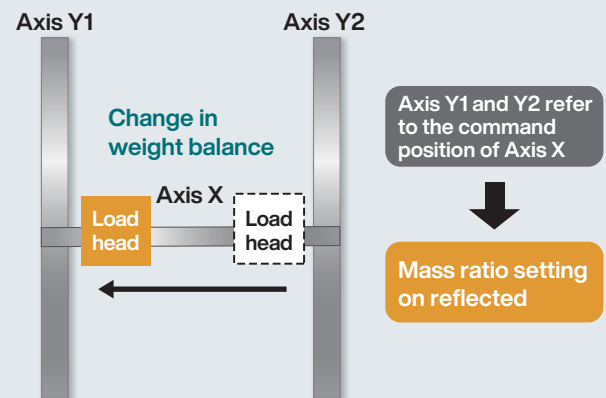 Axis Y1
Axis Y2
Change in
weight balance
Axis X
Load
head
Load
head
Axis Y1 and Y2 refer
to the command
position of Axis X
Mass ratio setting
on reflected